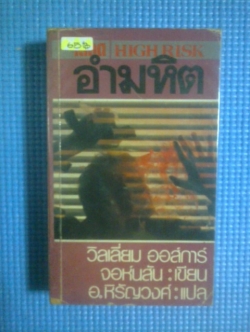 HIGH RISK
อำมหิต
วิลเลี่ยม ออสการ์
จอห์นสัน :เขียน
อ.หิรัญวงศ์:แปล